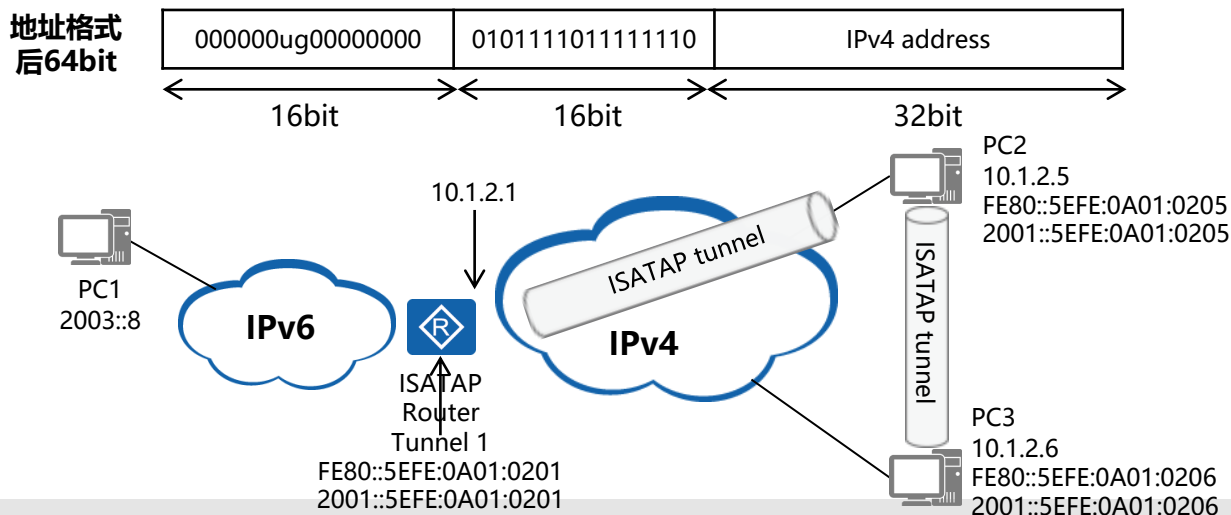 地址格式
后64bit
000000ug00000000
0101111011111110
IPv4 address
16bit
16bit
32bit
PC1
2003::8
IPv6
10.1.2.1
R
ISATAP
Router
Tunnel 1
FE80::5EFE:0A01:0201
2001::5EFE:0A01:0201
ISATAP tunnel
IPv4
PC2
10.1.2.5
FE80::5EFE:0A01:0205
2001::5EFE:0A01:0205
ISATAP tunnel
PC3
10.1.2.6
FE80::5EFE:0A01:0206
2001::5EFE:0A01:0206